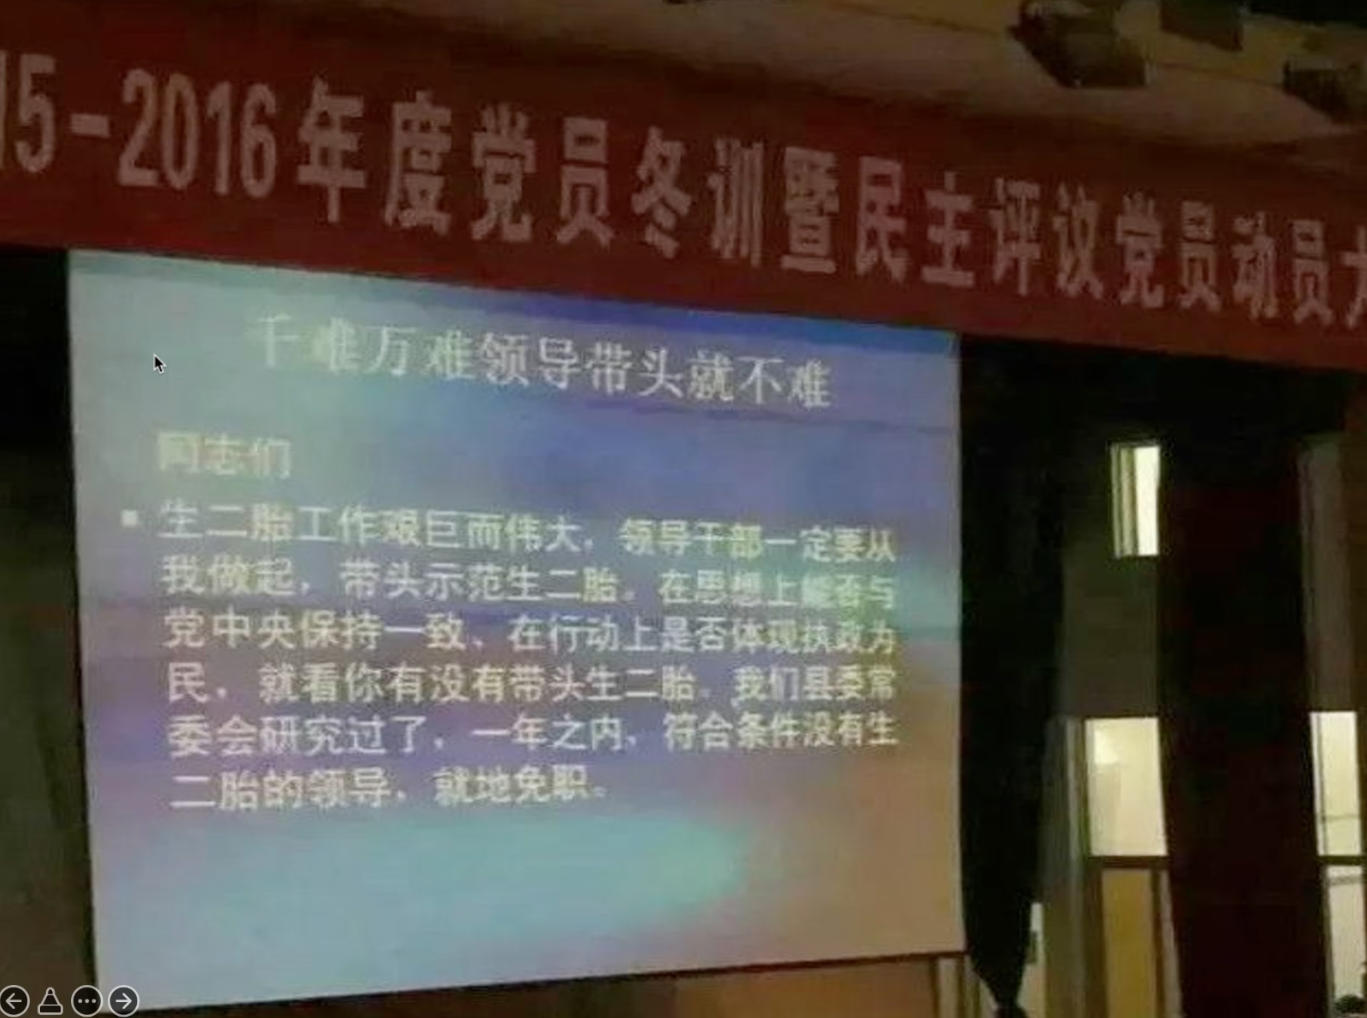 15-2016年度党员冬训暨民主评议党员动员大
千难万难领导带头就不难
同志们
■ 生二胎工作艰巨而伟大，领导干部一定要从
我做起，带头示范生二胎。在思想上能否与
党中央保持一致、在行动上是否体现执政为
民，就看你有没有带头生二胎。我们县委常
委会研究过了，一年之内，符合条件没有生
二胎的领导，就地免职。